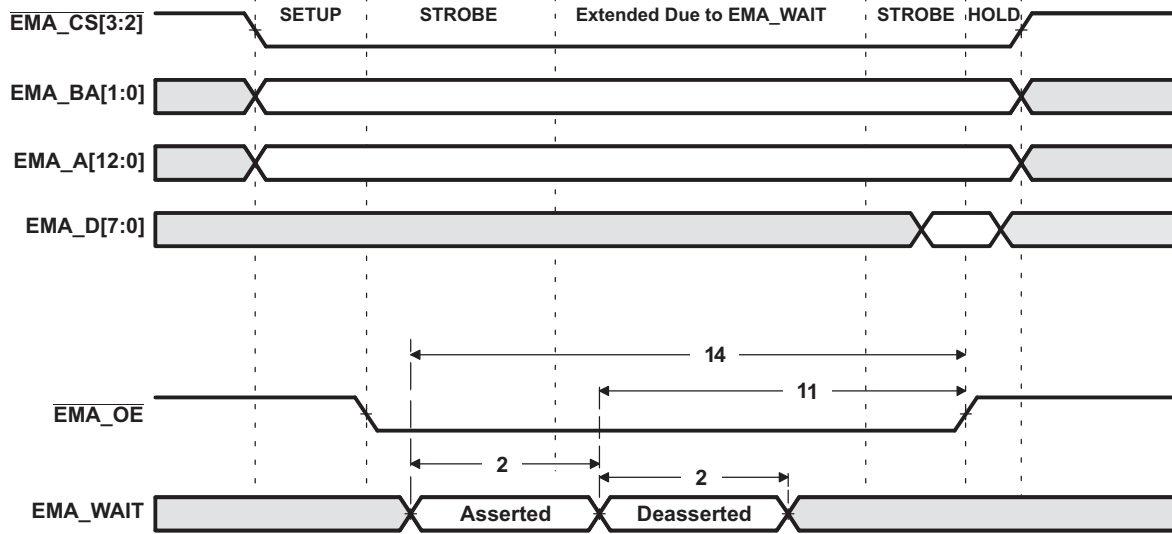 SETUP STROBE Extended Due to EMA_WAIT STROBE HOLD
EMA_CS[3:2]
EMA_BA[1:0]
EMA_A[12:0]
EMA_D[7:0]
14
11
EMA_OE
2
2
EMA_WAIT Asserted Deasserted